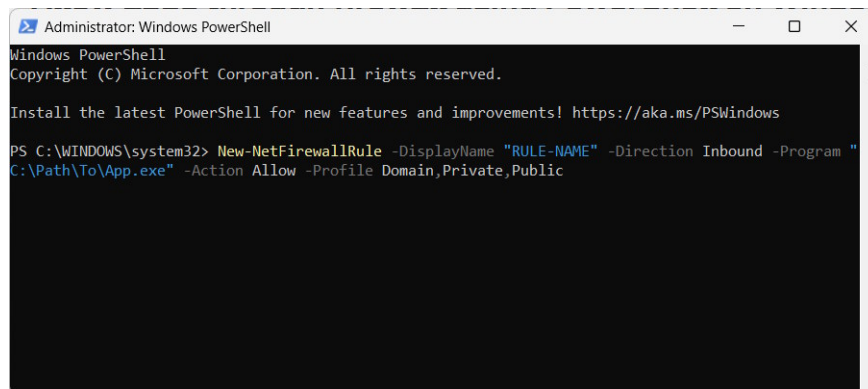 Administrator: Windows PowerShell
Windows PowerShell
Copyright (C) Microsoft Corporation. All rights reserved.
Install the latest PowerShell for new features and improvements! https://aka.ms/PSWindows
PS C:\WINDOWS\system32> New-NetFirewallRule -DisplayName "RULE-NAME" -Direction Inbound -Program "
C:\Path\To\App.exe" -Action Allow -Profile Domain,Private,Public